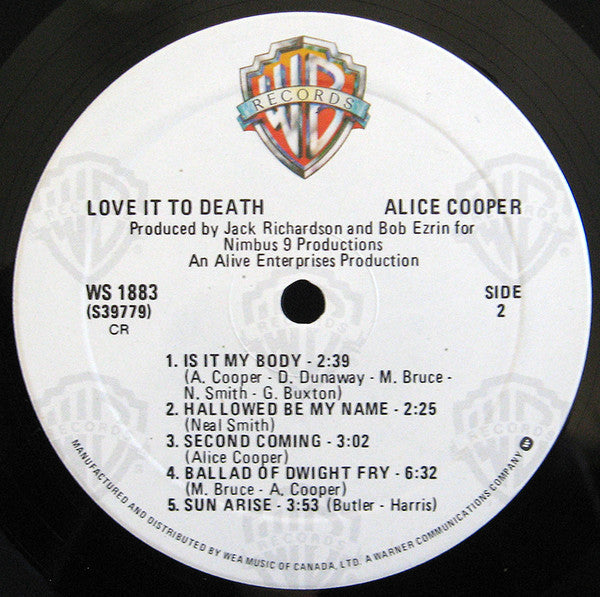 WB
RECORDS
LOVE IT TO DEATH
ALICE COOPER
Produced by Jack Richardson and Bob Ezrin for
Nimbus 9 Productions
An Alive Enterprises Production
WS 1883
(S39779)
CR
SIDE
2
1. IS IT MY BODY - 2:39
(A. Cooper - D. Dunaway - M. Bruce -
N. Smith - G. Buxton)
2. HALLOWED BE MY NAME - 2:25
(Neal Smith)
3. SECOND COMING - 3:02
(Alice Cooper)
4. BALLAD OF DWIGHT FRY - 6:32
(M. Bruce - A. Cooper)
5. SUN ARISE - 3:53 (Butler - Harris)
MANUFACTURED AND DISTRIBUTED BY WEA MUSIC OF CANADA, LTD. A WARNER COMMUNICATIONS COMPANY